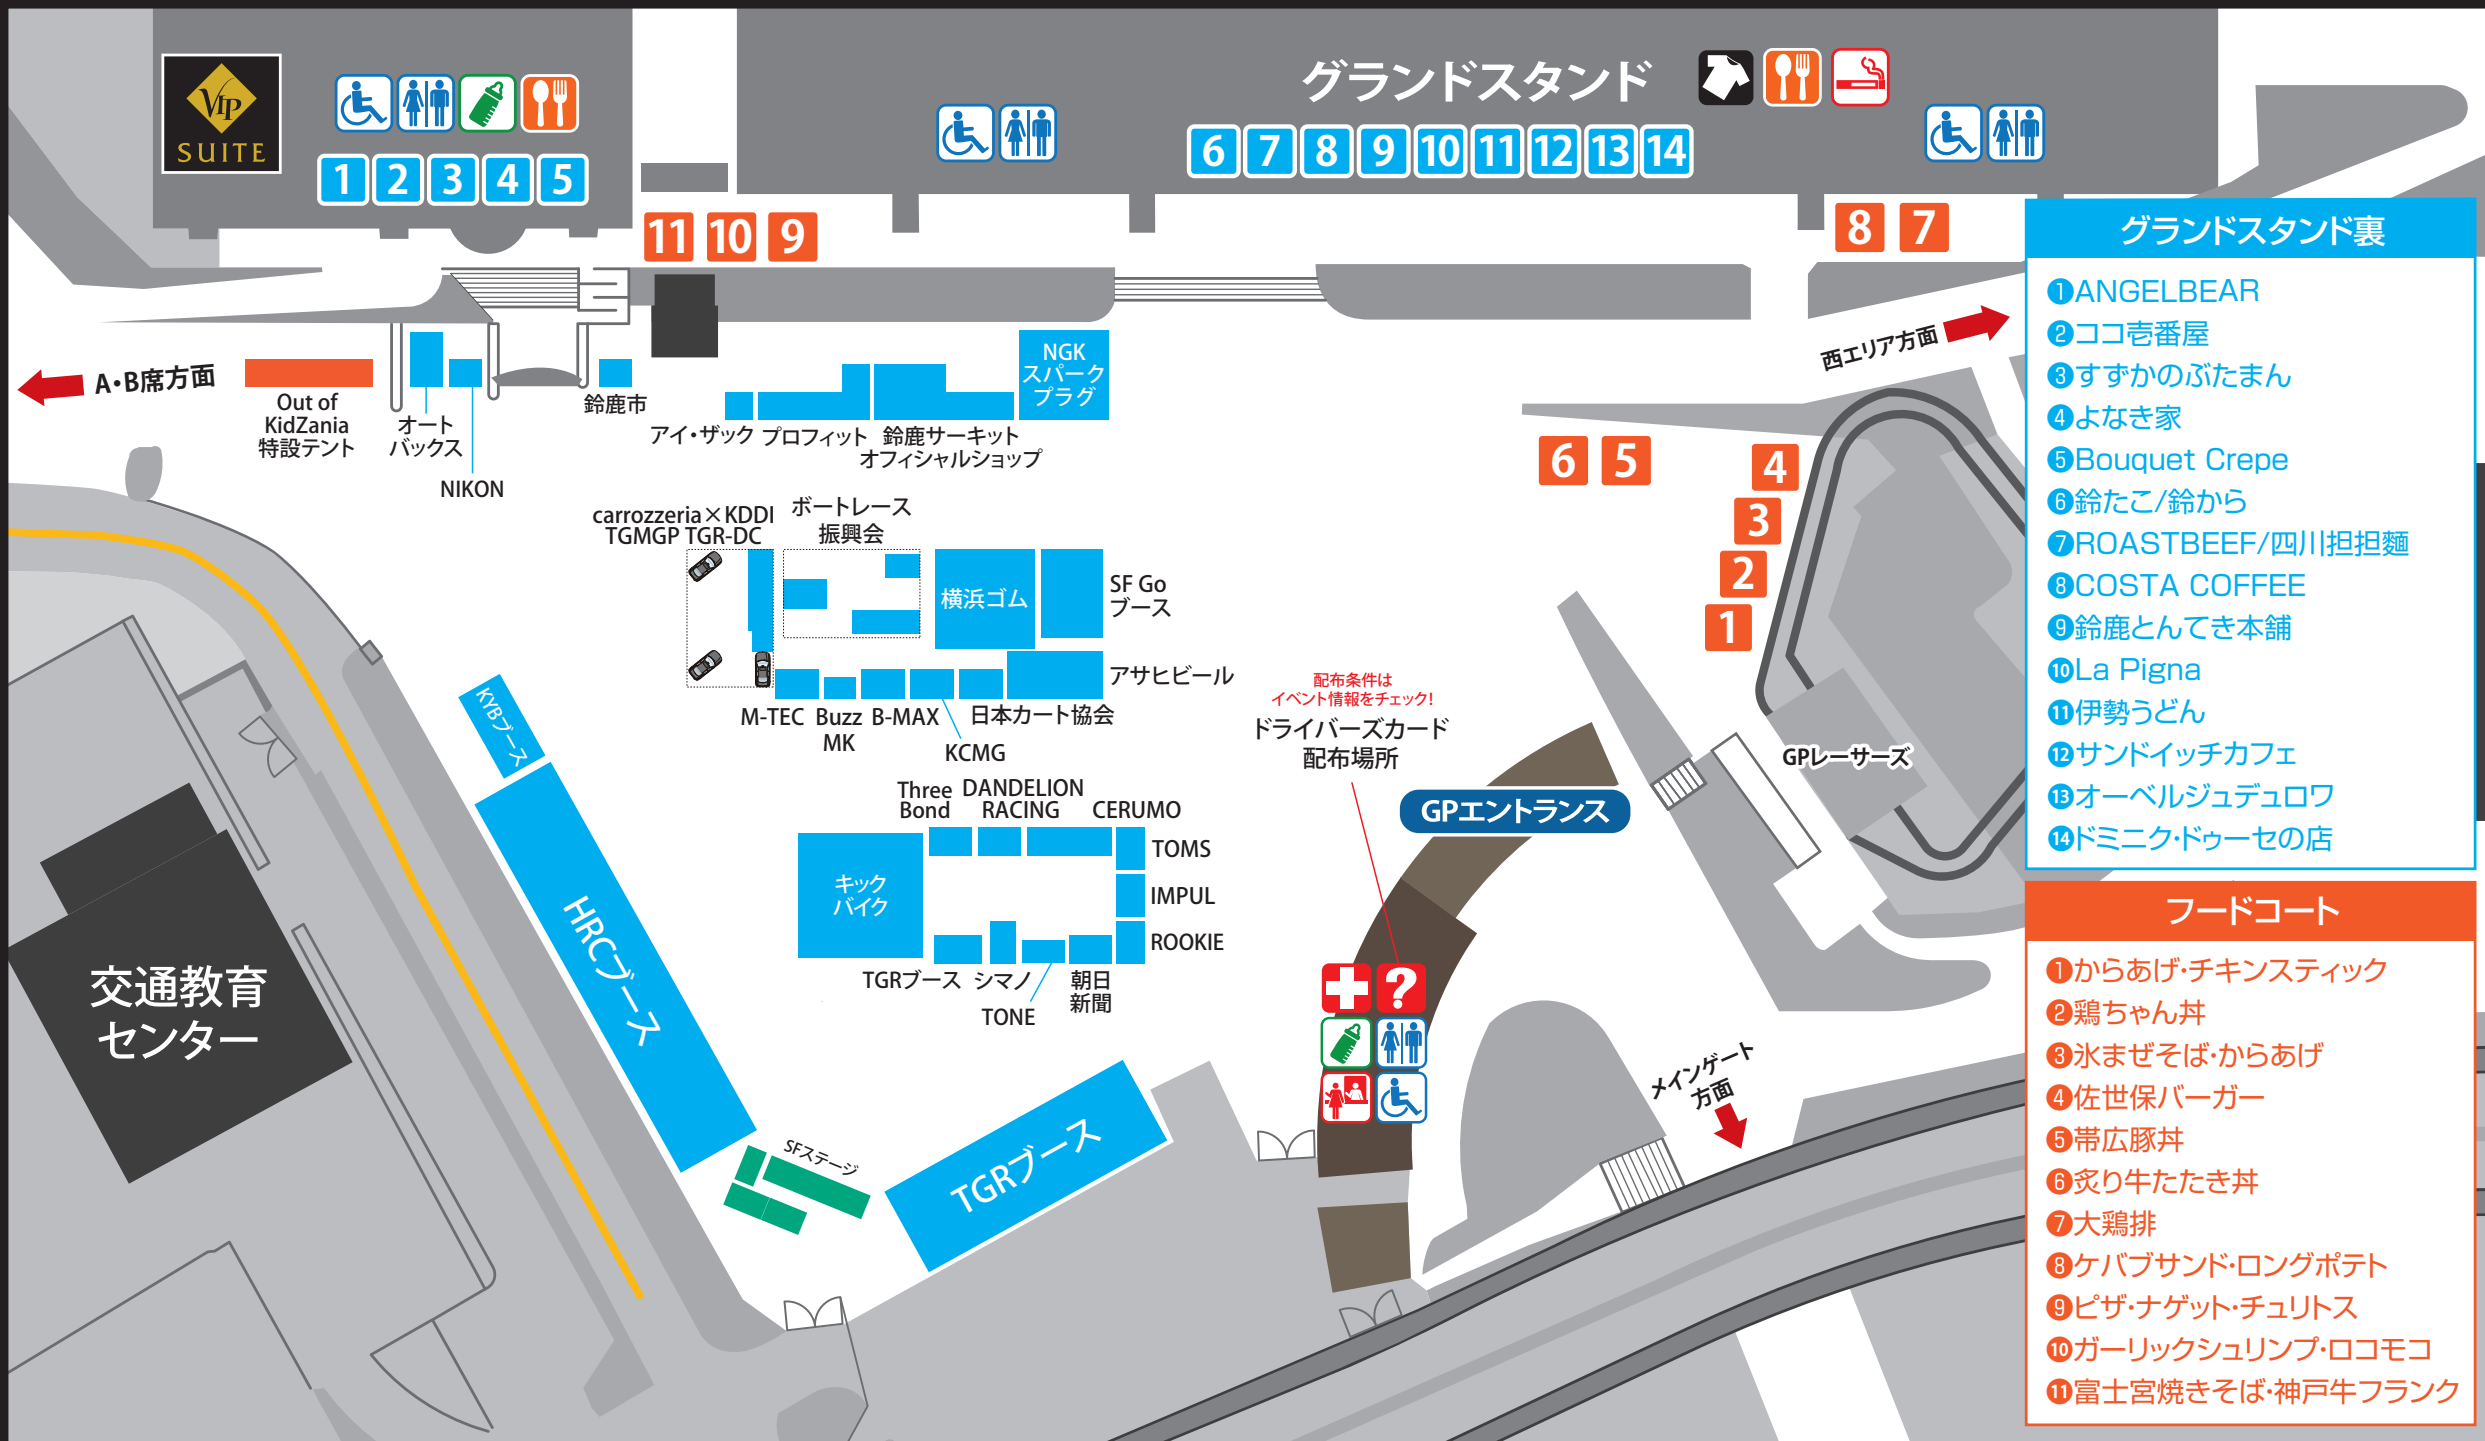 VIP
SUITE
グランドスタンド
1 2 3 4 5
6 7 8 9 10 11 12 13 14
11 10 9
8 7
西エリア方面
A・B席方面
Out of
KidZania
特設テント
オート
バックス
NIKON
鈴鹿市
アイ・ザック
プロフィット
鈴鹿サーキット
オフィシャルショップ
NGK
スパーク
プラグ
6 5
4
3
2
1
carrozzeria×KDDI
TGMGP TGR-DC
ボートレース
振興会
横浜ゴム
SF Go
ブース
アサヒビール
M-TEC
Buzz
MK
B-MAX
KCMG
日本カート協会
配布条件は
イベント情報をチェック!
ドライバーズカード
配布場所
GPエントランス
GPレーサーズ
KYBブース
HRCブース
Three
Bond
DANDELION
RACING
CERUMO
TOMS
IMPUL
ROOKIE
キック
バイク
TGRブース
シマノ
TONE
朝日
新聞
交通教育
センター
SFステージ
TGRブース
?
メインゲート
方面
グランドスタンド裏
❶ANGELBEAR
❷ココ壱番屋
❸すずかのぶたまん
❹よなき家
❺Bouquet Crepe
❻鈴たこ/鈴から
❼ROASTBEEF/四川担担麺
❽COSTA COFFEE
❾鈴鹿とんてき本舗
❿La Pigna
⓫伊勢うどん
⓬サンドイッチカフェ
⓭オーベルジュデュロワ
⓮ドミニク・ドゥーセの店
フードコート
❶からあげ・チキンスティック
❷鶏ちゃん丼
❸氷まぜそば・からあげ
❹佐世保バーガー
❺帯広豚丼
❻炙り牛たたき丼
❼大鶏排
❽ケバブサンド・ロングポテト
❾ピザ・ナゲット・チュリトス
❿ガーリックシュリンプ・ロコモコ
⓫富士宮焼きそば・神戸牛フランク